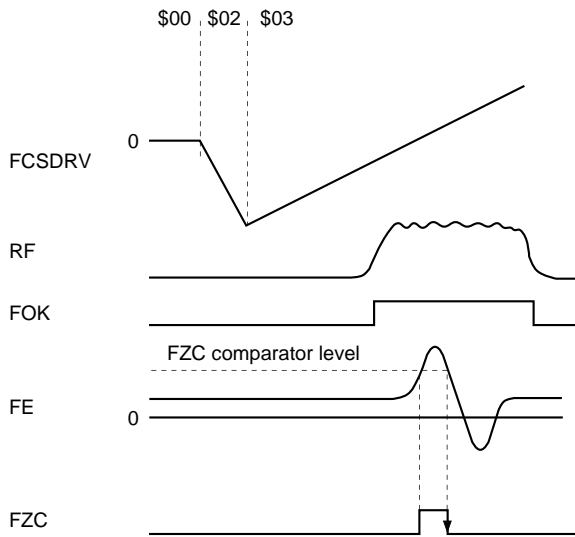 $00 $02 $03
0
FCSDRV
RF
FOK
FZC comparator level
FE
0
FZC